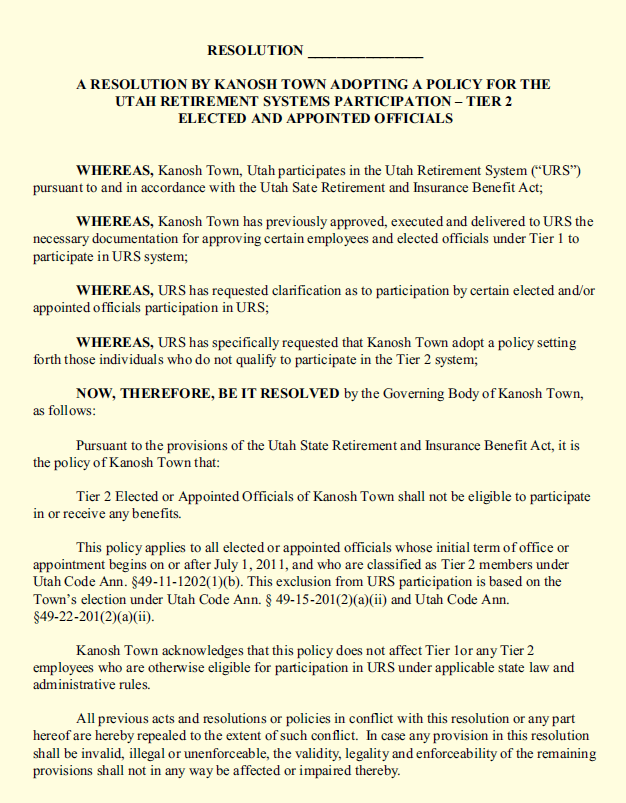 RESOLUTION ________________
A RESOLUTION BY KANOSH TOWN ADOPTING A POLICY FOR THE
UTAH RETIREMENT SYSTEMS PARTICIPATION – TIER 2
ELECTED AND APPOINTED OFFICIALS
WHEREAS, Kanosh Town, Utah participates in the Utah Retirement System (“URS”)
pursuant to and in accordance with the Utah Sate Retirement and Insurance Benefit Act;
WHEREAS, Kanosh Town has previously approved, executed and delivered to URS the
necessary documentation for approving certain employees and elected officials under Tier 1 to
participate in URS system;
WHEREAS, URS has requested clarification as to participation by certain elected and/or
appointed officials participation in URS;
WHEREAS, URS has specifically requested that Kanosh Town adopt a policy setting
forth those individuals who do not qualify to participate in the Tier 2 system;
NOW, THEREFORE, BE IT RESOLVED by the Governing Body of Kanosh Town,
as follows:
Pursuant to the provisions of the Utah State Retirement and Insurance Benefit Act, it is
the policy of Kanosh Town that:
Tier 2 Elected or Appointed Officials of Kanosh Town shall not be eligible to participate
in or receive any benefits.
This policy applies to all elected or appointed officials whose initial term of office or
appointment begins on or after July 1, 2011, and who are classified as Tier 2 members under
Utah Code Ann. §49-11-1202(1)(b). This exclusion from URS participation is based on the
Town’s election under Utah Code Ann. § 49-15-201(2)(a)(ii) and Utah Code Ann.
§49-22-201(2)(a)(ii).
Kanosh Town acknowledges that this policy does not affect Tier 1or any Tier 2
employees who are otherwise eligible for participation in URS under applicable state law and
administrative rules.
All previous acts and resolutions or policies in conflict with this resolution or any part
hereof are hereby repealed to the extent of such conflict.  In case any provision in this resolution
shall be invalid, illegal or unenforceable, the validity, legality and enforceability of the remaining
provisions shall not in any way be affected or impaired thereby.